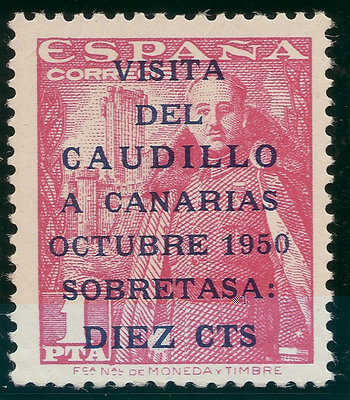 ESPAÑA
CORREOS
VISITA
DEL
CAUDILLO
A CANARIAS
OCTUBRE 1950
SOBRETASA:
DIEZ CTS
1
PTA
FCA NAL DE MONEDA Y TIMBRE